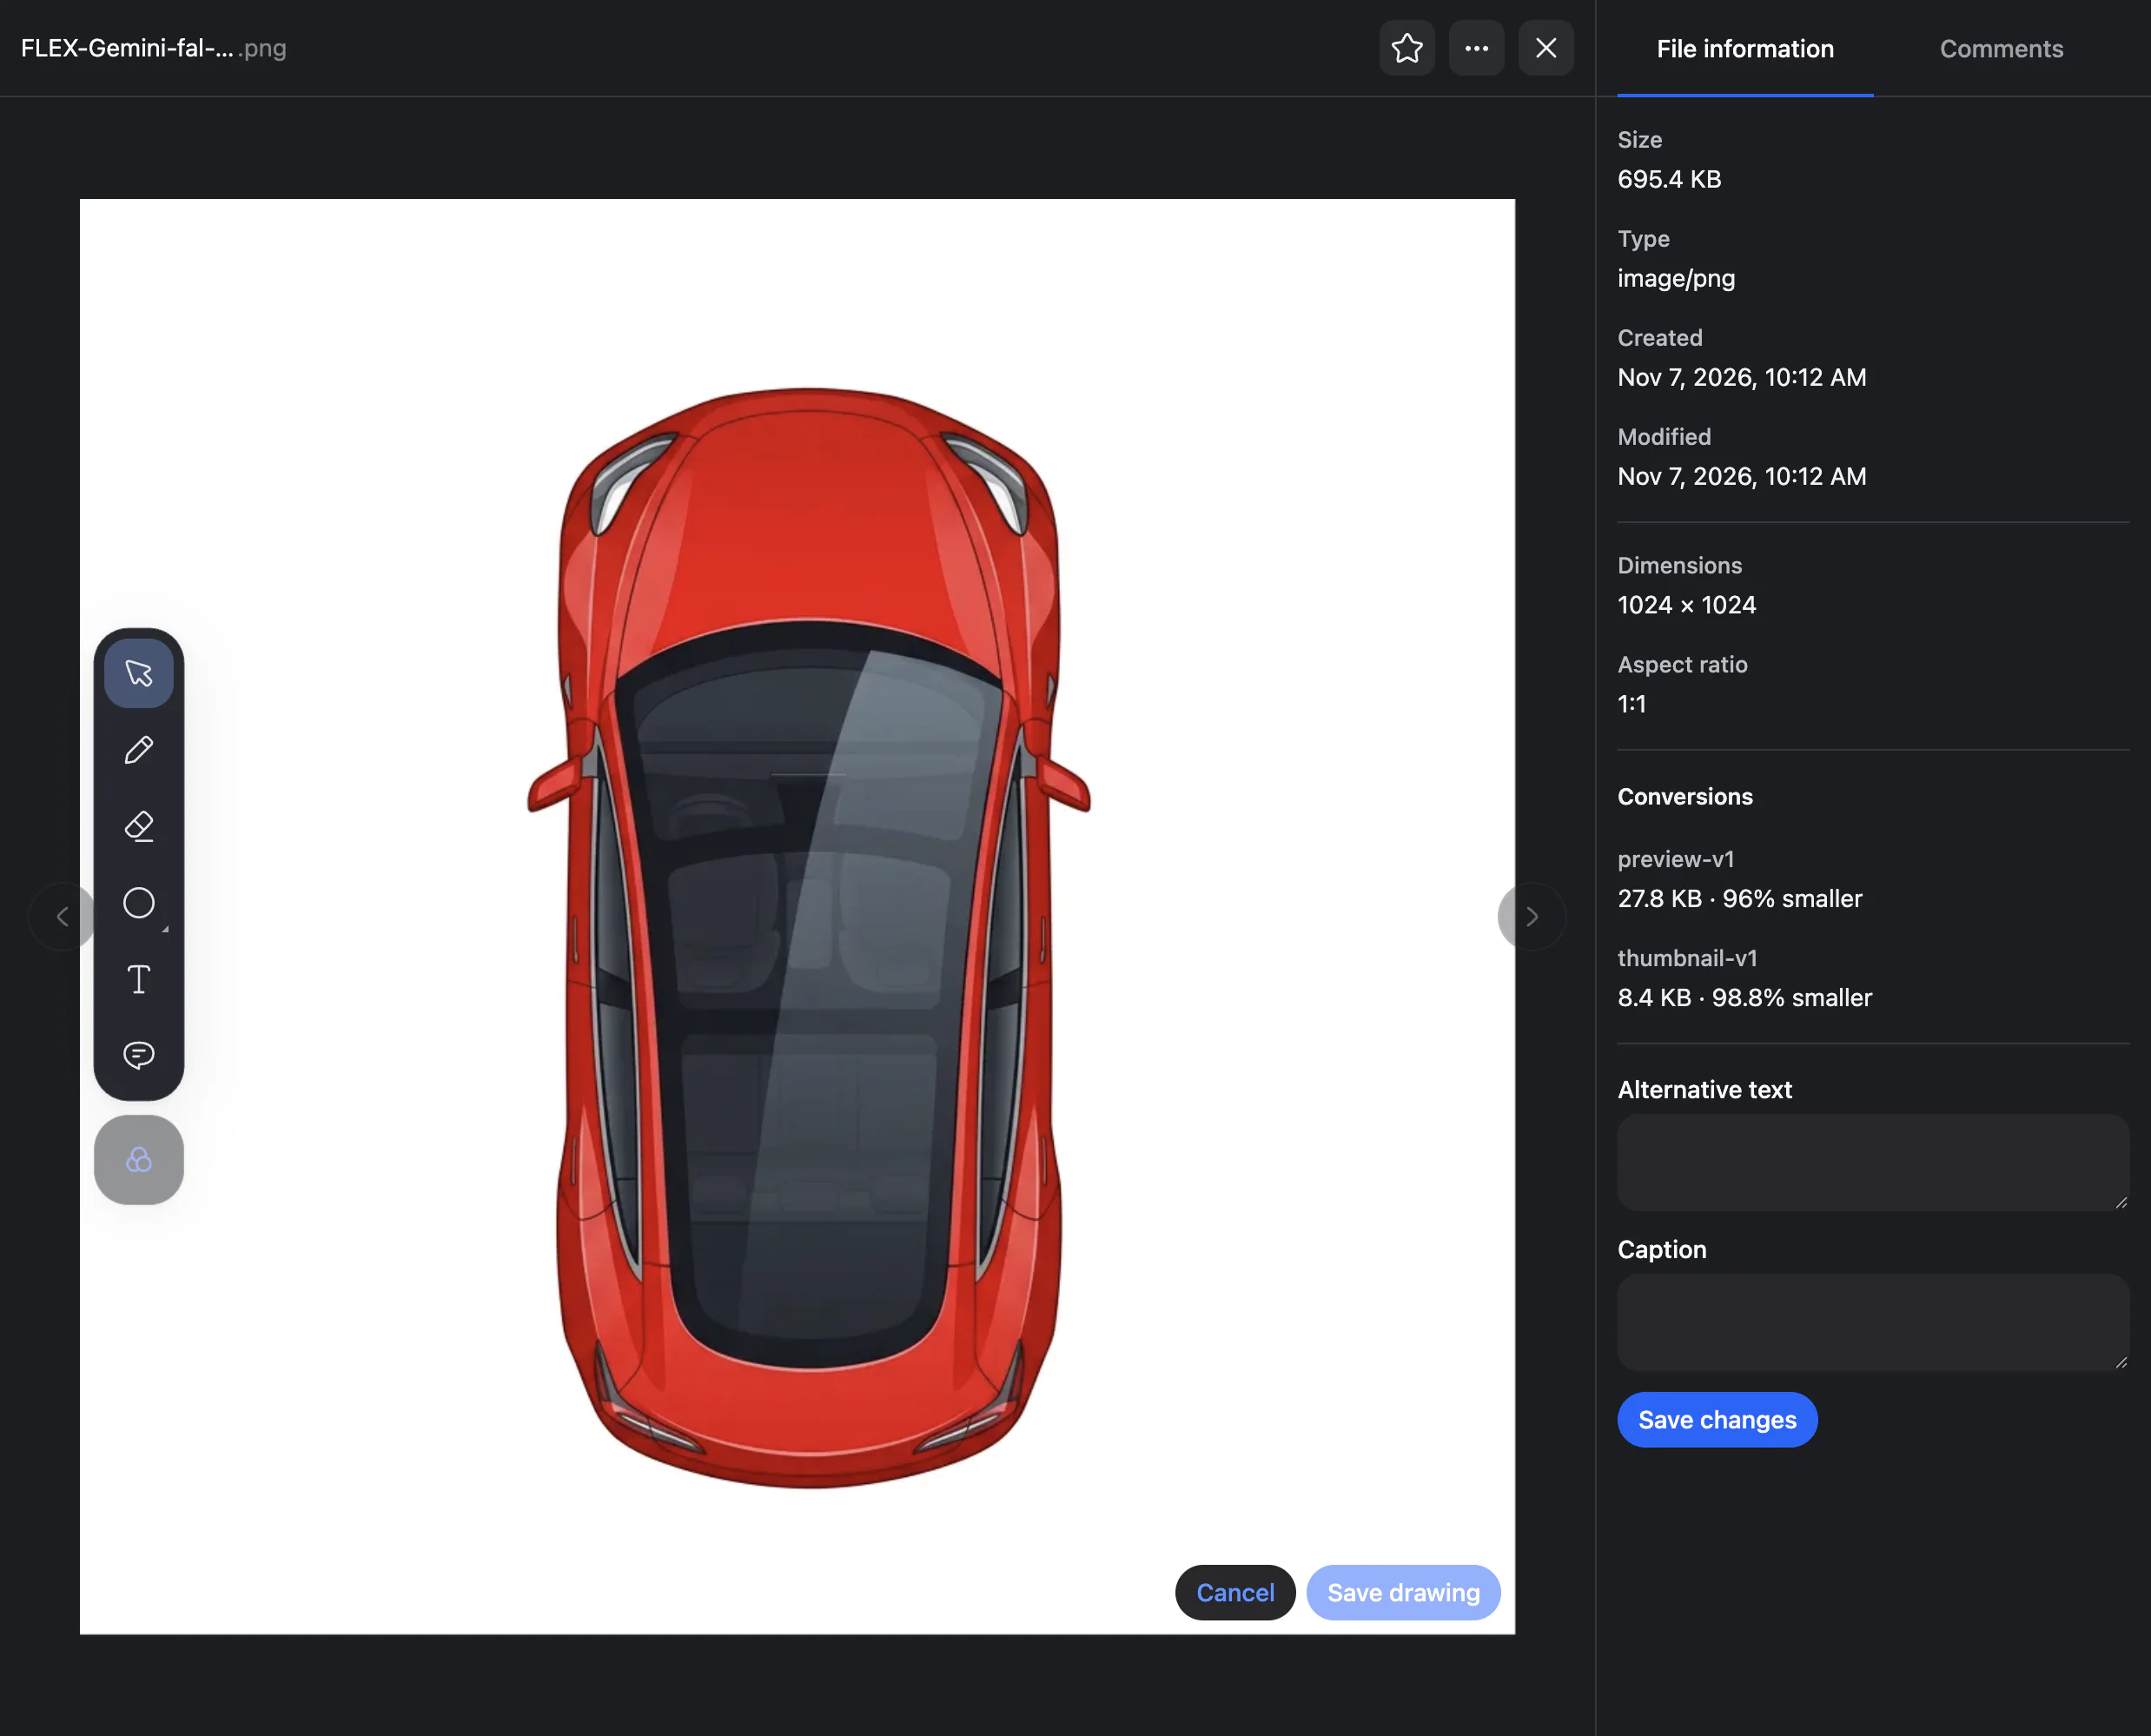 FLEX-Gemini-fal-....png
File information
Comments
Size
695.4 KB
Type
image/png
Created
Nov 7, 2026, 10:12 AM
Modified
Nov 7, 2026, 10:12 AM
Dimensions
1024 × 1024
Aspect ratio
1:1
Conversions
preview-v1
27.8 KB · 96% smaller
thumbnail-v1
8.4 KB · 98.8% smaller
Alternative text
Caption
Save changes
Cancel
Save drawing